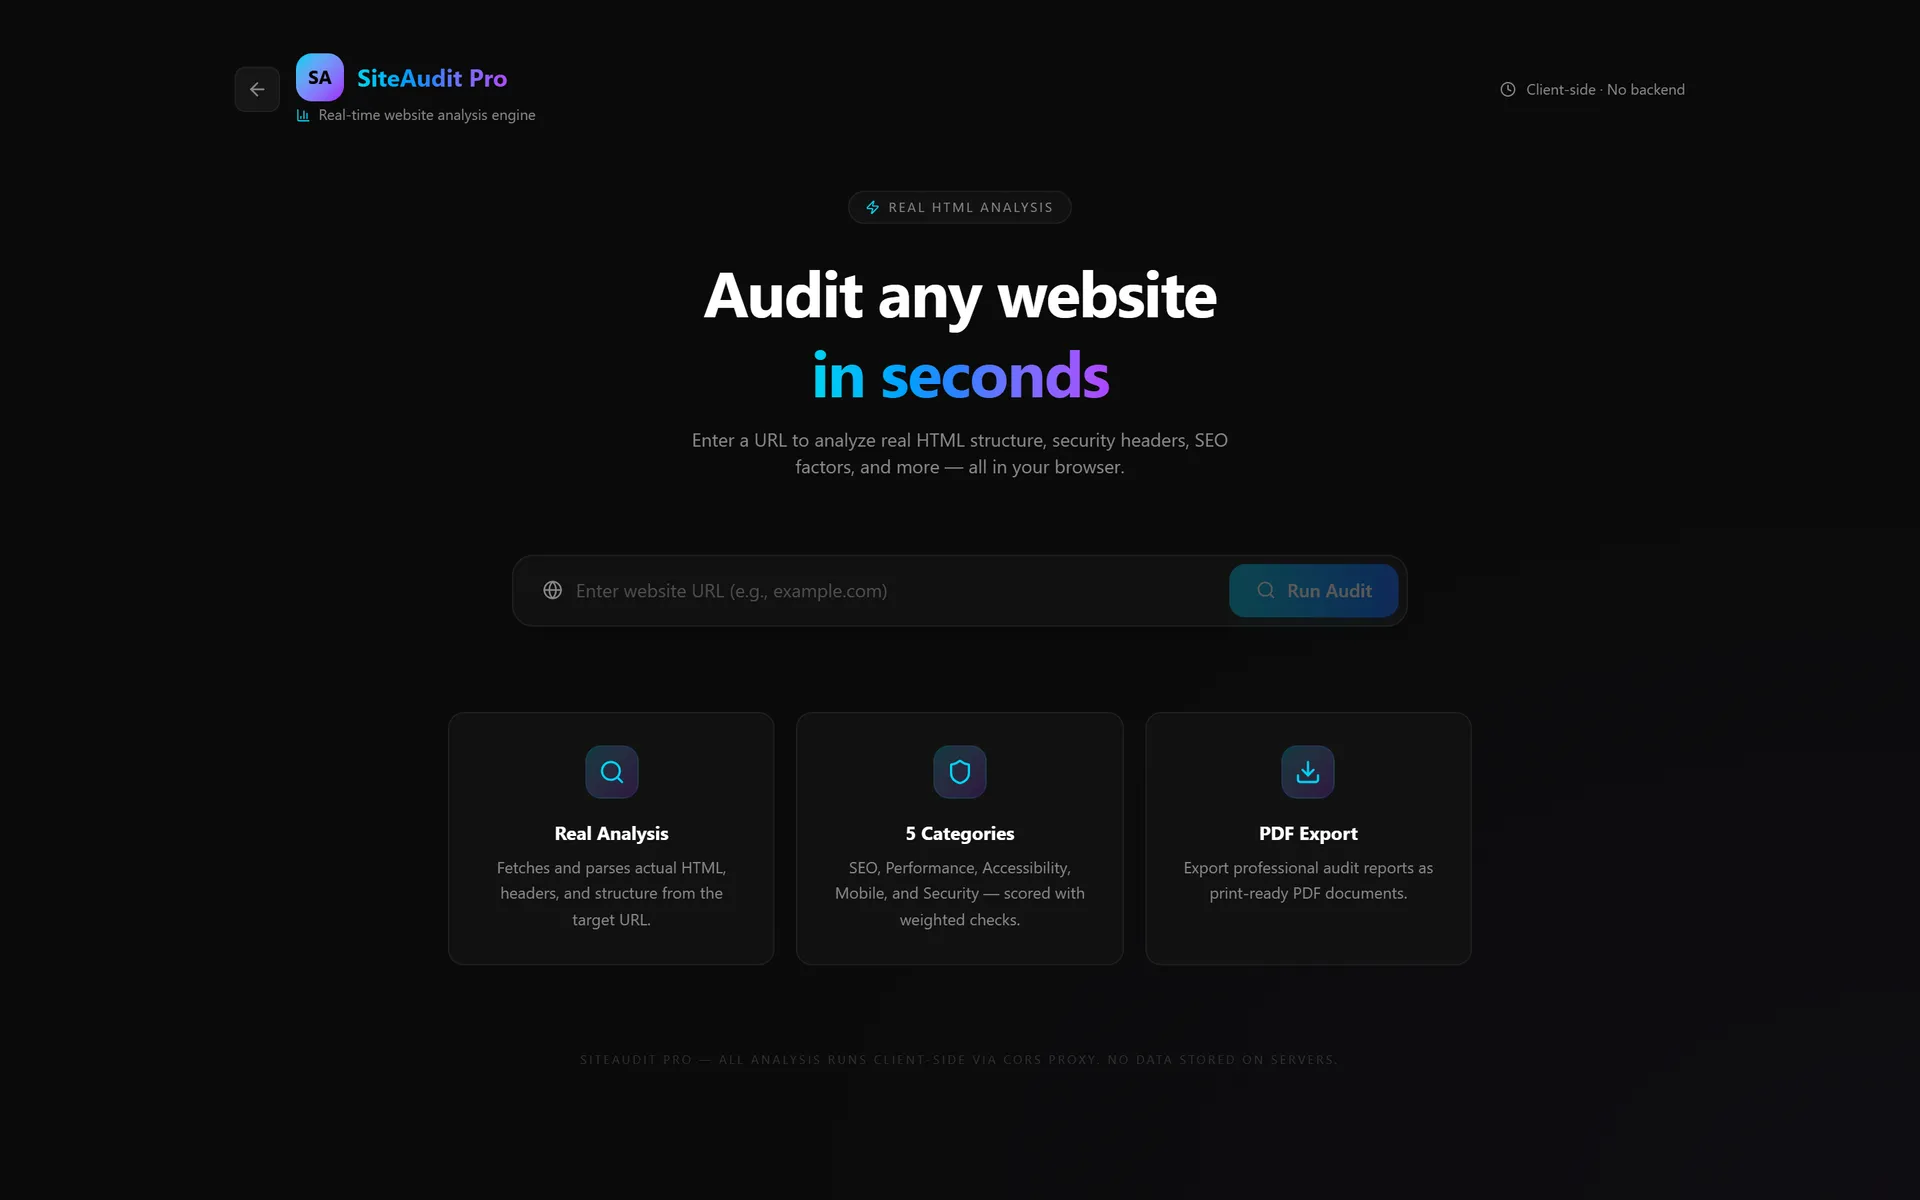 SA
SiteAudit Pro
Real-time website analysis engine
Client-side · No backend
REAL HTML ANALYSIS
Audit any website
in seconds
Enter a URL to analyze real HTML structure, security headers, SEO
factors, and more — all in your browser.
Enter website URL (e.g., example.com)
Run Audit
Real Analysis
Fetches and parses actual HTML,
headers, and structure from the
target URL.
5 Categories
SEO, Performance, Accessibility,
Mobile, and Security — scored with
weighted checks.
PDF Export
Export professional audit reports as
print-ready PDF documents.
SITEAUDIT PRO — ALL ANALYSIS RUNS CLIENT-SIDE VIA CORS PROXY. NO DATA STORED ON SERVERS.